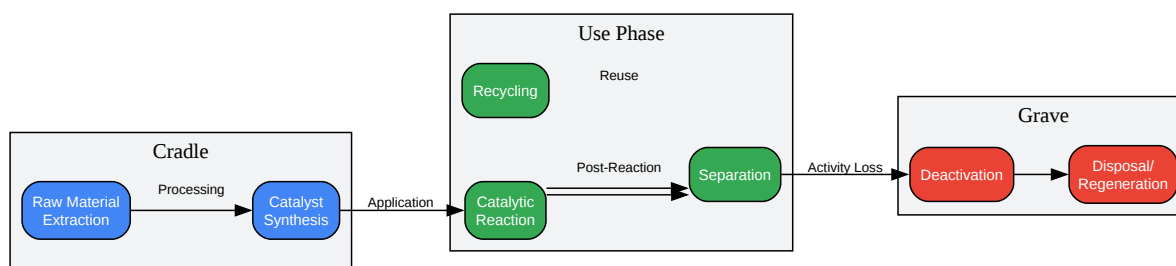 Cradle
Raw Material
Extraction
Processing
Catalyst
Synthesis
Application
Use Phase
Recycling
Reuse
Catalytic
Reaction
Post-Reaction
Separation
Activity Loss
Grave
Deactivation
Disposal/
Regeneration